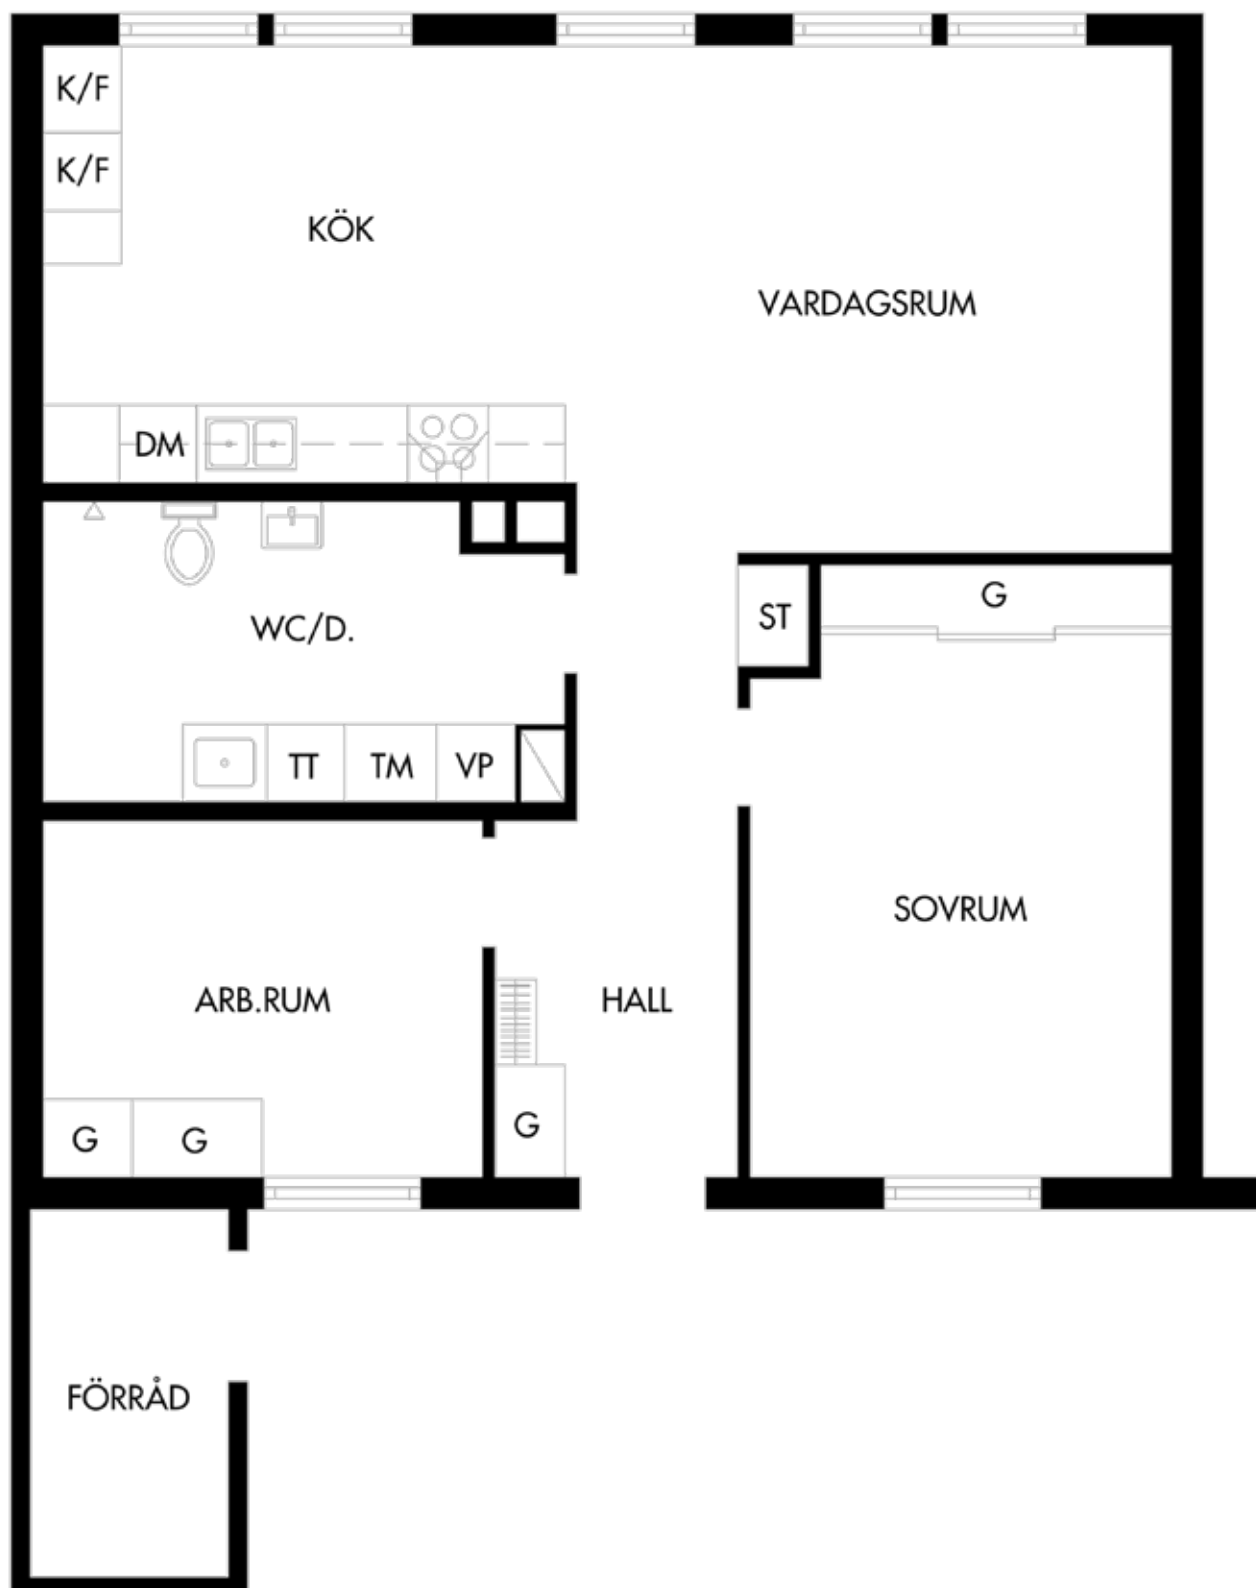 K/F
K/F
KÖK
VARDAGSRUM
DM
ST
G
WC/D.
TT
TM
VP
SOVRUM
ARB.RUM
HALL
G
G
G
FÖRRÅD